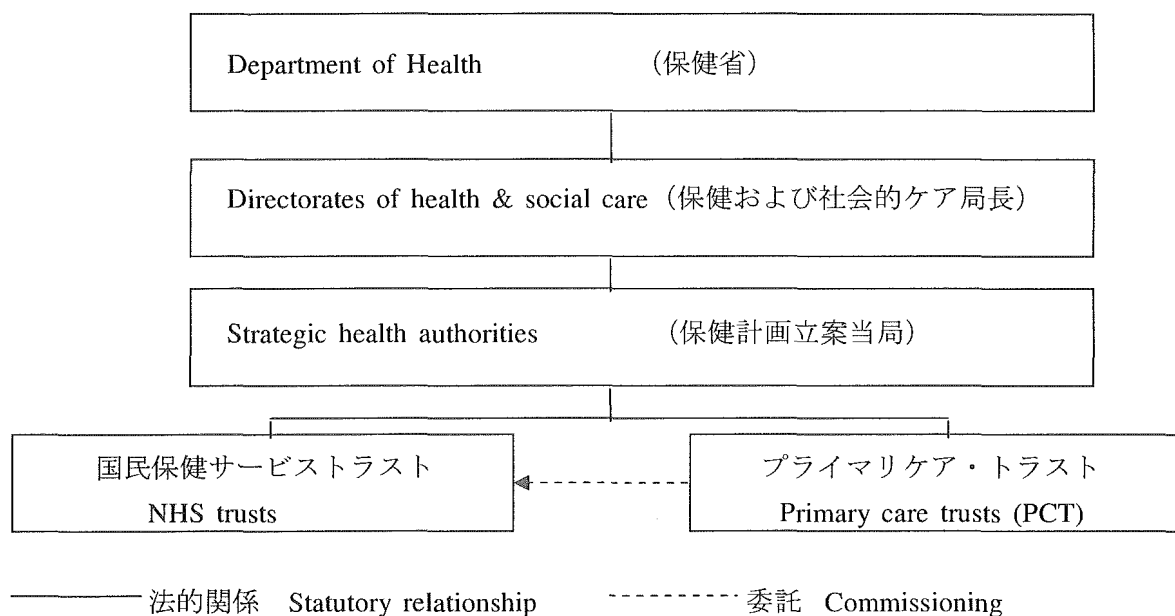 Department of Health (保健省)
Directorates of health & social care (保健および社会的ケア局長)
Strategic health authorities (保健計画立案当局)
国民保健サービストラスト
NHS trusts
プライマリケア・トラスト
Primary care trusts (PCT)
法的関係 Statutory relationship 委託 Commissioning